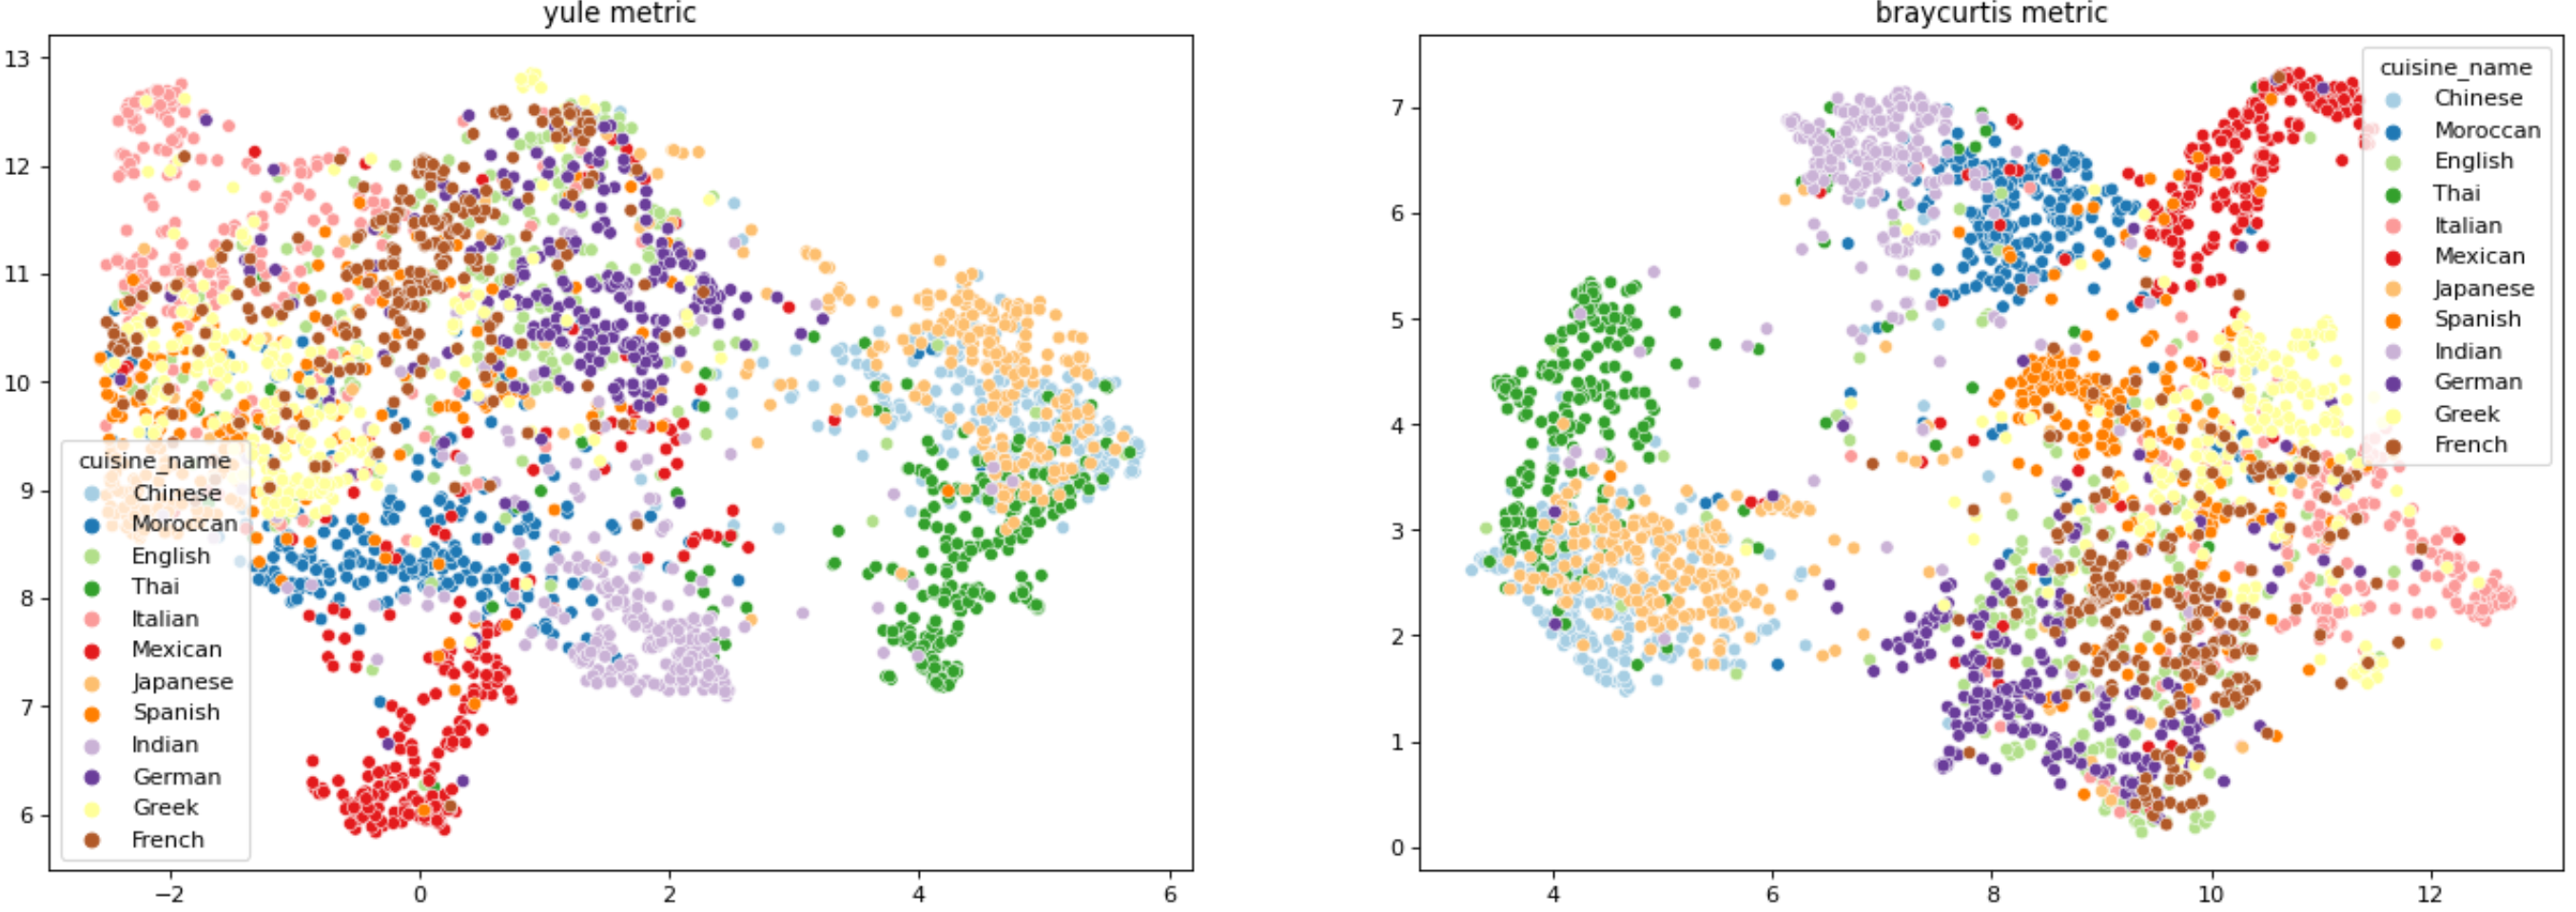 yule metric
13
12
11
10
9
8
7
6
−2
0
2
4
6
cuisine_name
Chinese
Moroccan
English
Thai
Italian
Mexican
Japanese
Spanish
Indian
German
Greek
French
braycurtis metric
7
6
5
4
3
2
1
0
4
6
8
10
12
cuisine_name
Chinese
Moroccan
English
Thai
Italian
Mexican
Japanese
Spanish
Indian
German
Greek
French